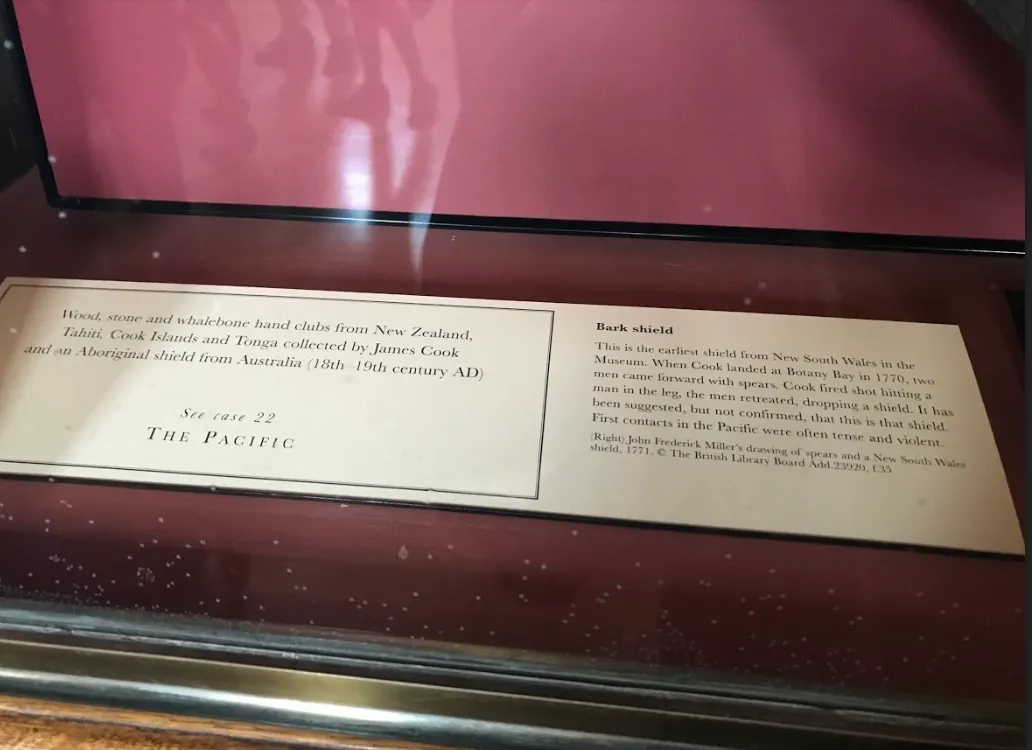 Wood, stone and whalebone hand clubs from New Zealand,
Tahiti, Cook Islands and Tonga collected by James Cook
and an Aboriginal shield from Australia (18th–19th century AD)
See case 22
THE PACIFIC
Bark shield
This is the earliest shield from New South Wales in the
Museum. When Cook landed at Botany Bay in 1770, two
men came forward with spears. Cook fired shot hitting a
man in the leg, the men retreated, dropping a shield. It has
been suggested, but not confirmed, that this is that shield.
First contacts in the Pacific were often tense and violent.
(Right) John Frederick Miller's drawing of spears and a New South Wales
shield, 1771. © The British Library Board Add 23920, f.35